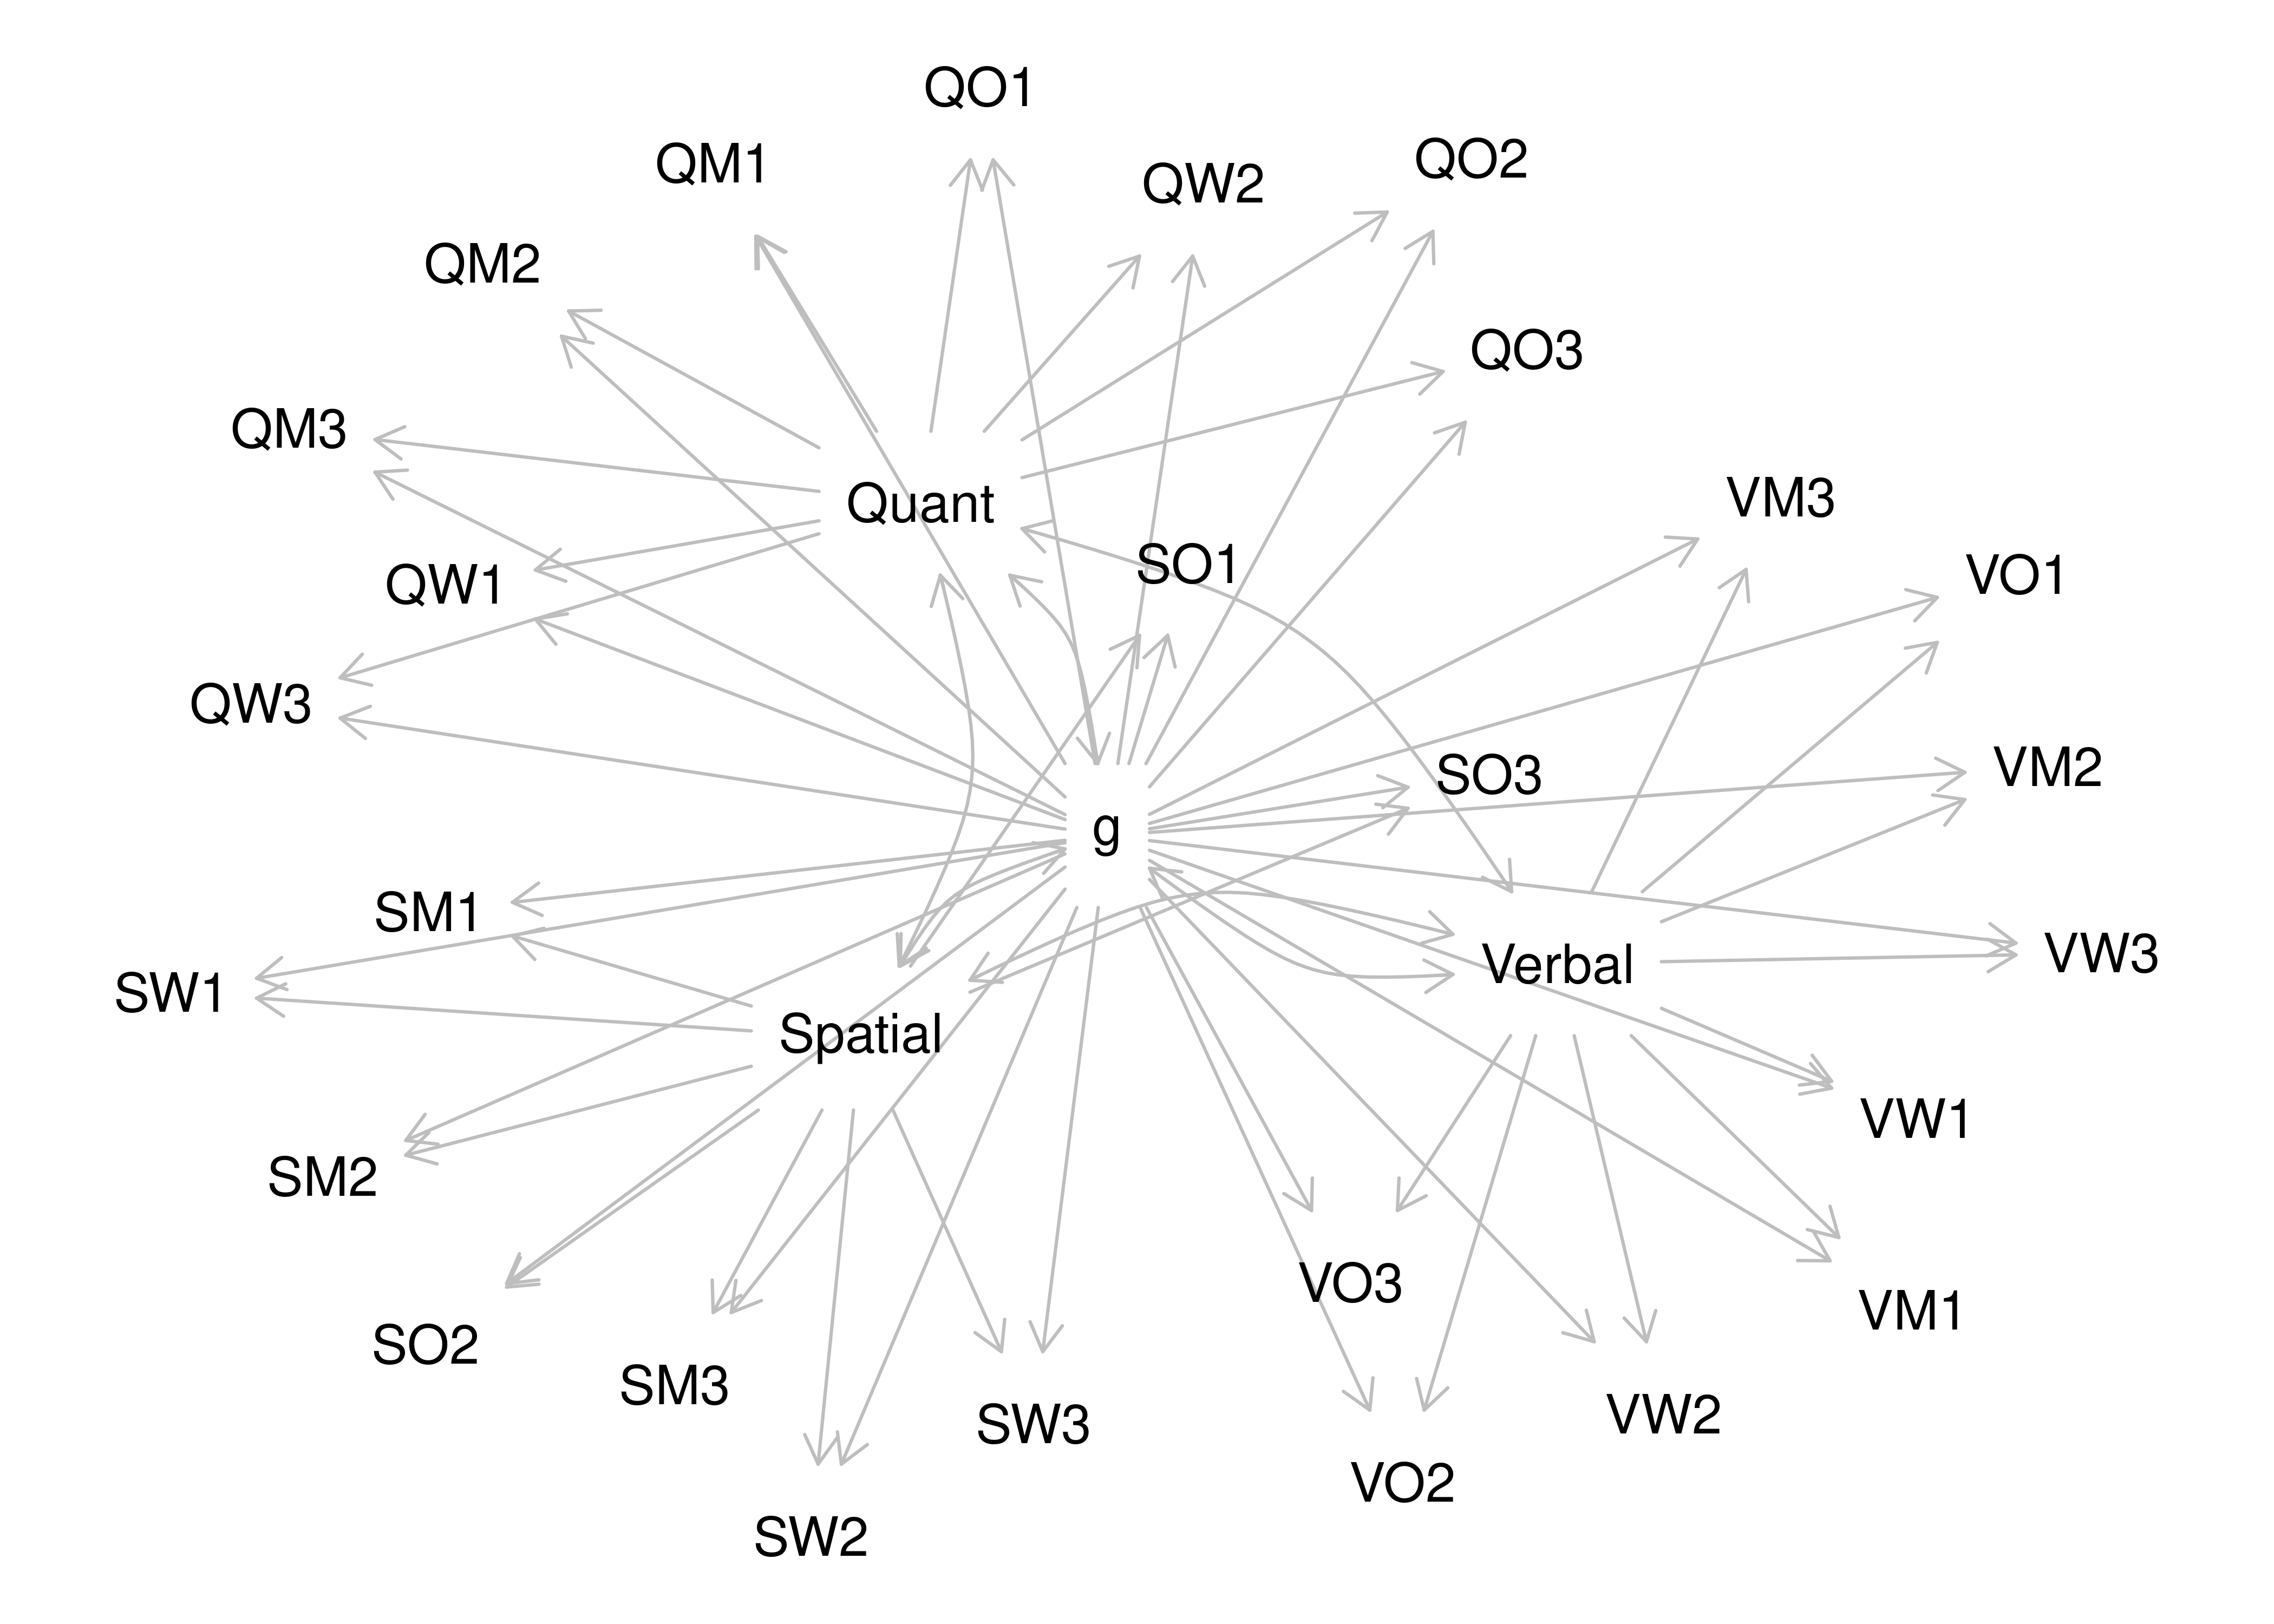 QO1
QM1
QW2
QO2
QM2
QO3
QM3
Quant
VM3
SO1
VO1
QW1
QW3
SO3
VM2
g
SM1
VW3
Verbal
SW1
Spatial
VW1
SM2
VO3
VM1
SO2
SM3
VW2
SW3
VO2
SW2